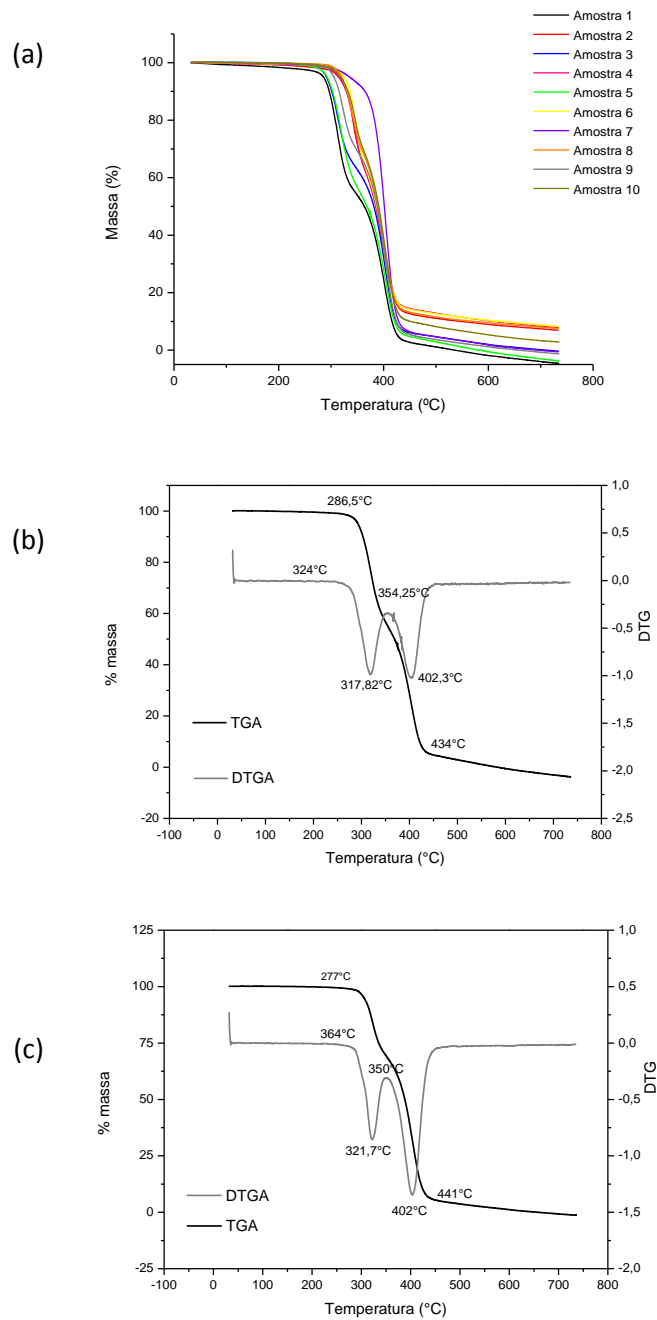 (a)
Amostra 1
Amostra 2
Amostra 3
Amostra 4
Amostra 5
Amostra 6
Amostra 7
Amostra 8
Amostra 9
Amostra 10
100
80
60
40
20
0
Massa (%)
0 200 400 600 800
Temperatura (ºC)
(b)
100
80
60
40
20
0
-20
% massa
1,0
0,5
0,0
-0,5
-1,0
-1,5
-2,0
-2,5
DTG
286,5°C
324°C
354,25°C
317,82°C
402,3°C
434°C
TGA
DTGA
-100 0 100 200 300 400 500 600 700 800
Temperatura (°C)
(c)
125
100
75
50
25
0
-25
% massa
1,0
0,5
0,0
-0,5
-1,0
-1,5
-2,0
DTG
277°C
364°C
350°C
321,7°C
441°C
402°C
DTGA
TGA
-100 0 100 200 300 400 500 600 700 800
Temperatura (°C)